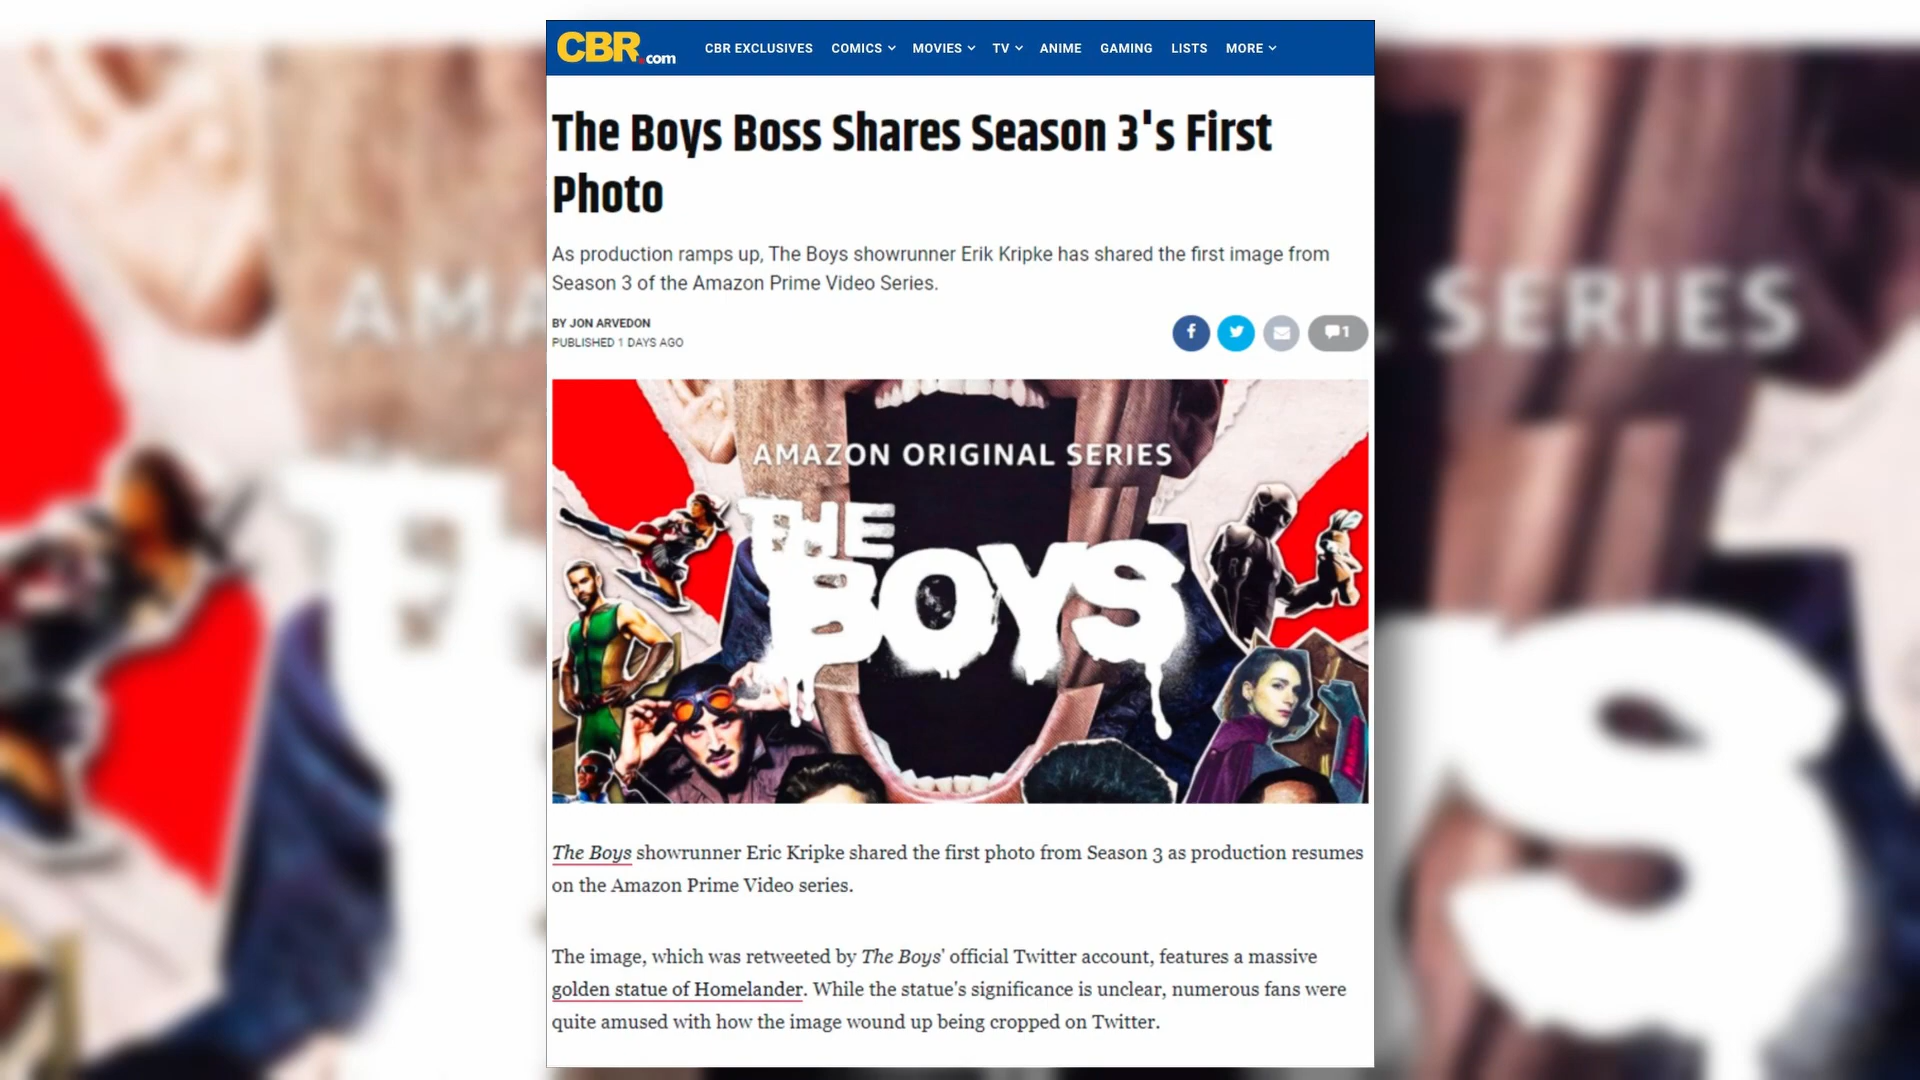 CBR.com
CBR EXCLUSIVES COMICS MOVIES TV ANIME GAMING LISTS MORE
The Boys Boss Shares Season 3's First
Photo
As production ramps up, The Boys showrunner Erik Kripke has shared the first image from
Season 3 of the Amazon Prime Video Series.
BY JON ARVEDON
PUBLISHED 1 DAYS AGO
1
AMAZON ORIGINAL SERIES
THE
BOYS
The Boys showrunner Eric Kripke shared the first photo from Season 3 as production resumes
on the Amazon Prime Video series.
The image, which was retweeted by The Boys' official Twitter account, features a massive
golden statue of Homelander. While the statue's significance is unclear, numerous fans were
quite amused with how the image wound up being cropped on Twitter.
AMA
SERIES
S